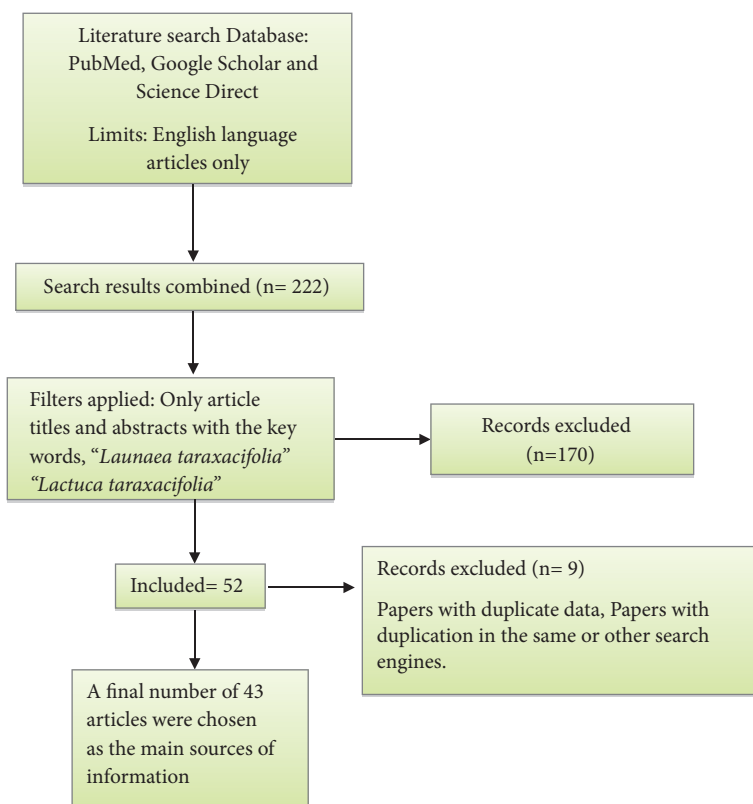 Literature search Database:
PubMed, Google Scholar and
Science Direct
Limits: English language
articles only
Search results combined (n= 222)
Filters applied: Only article
titles and abstracts with the key
words, “Launaea taraxacifolia”
“Lactuca taraxacifolia”
Records excluded
(n=170)
Included= 52
Records excluded (n= 9)
Papers with duplicate data, Papers with
duplication in the same or other search
engines.
A final number of 43
articles were chosen
as the main sources of
information